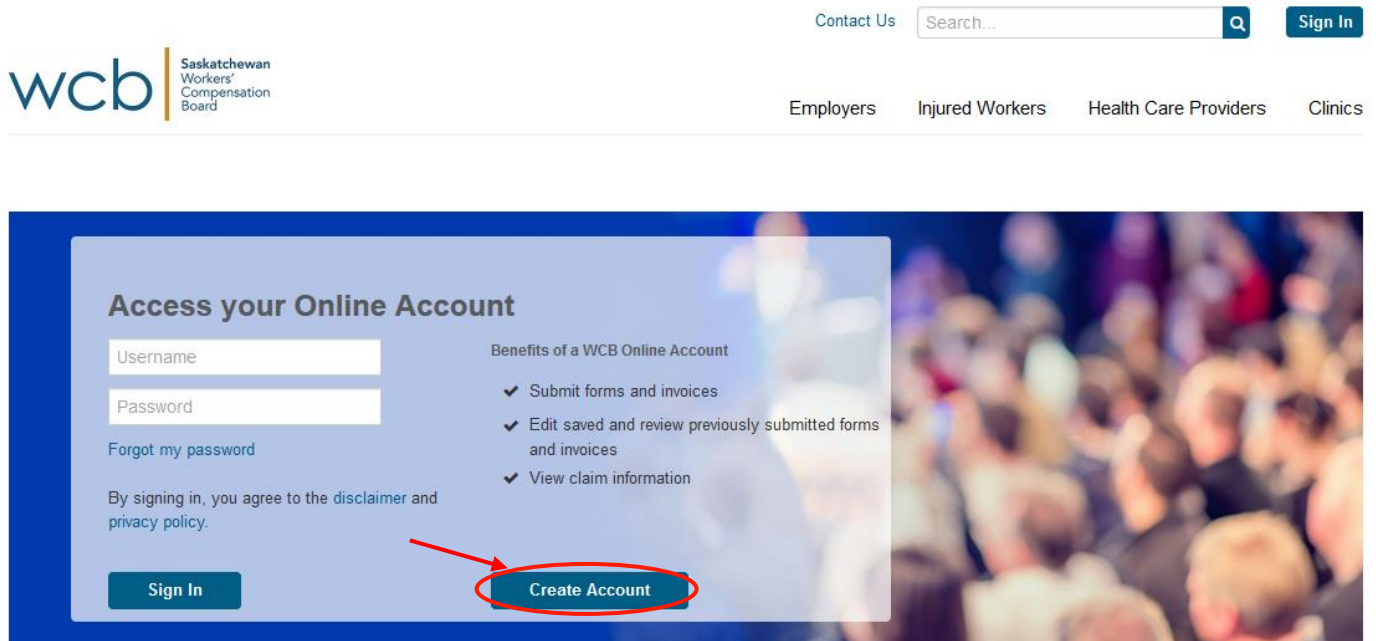 Contact Us
Search...
Sign In
wcb
Saskatchewan
Workers'
Compensation
Board
Employers
Injured Workers
Health Care Providers
Clinics
Access your Online Account
Username
Password
Forgot my password
By signing in, you agree to the disclaimer and
privacy policy.
Sign In
Benefits of a WCB Online Account
✔ Submit forms and invoices
✔ Edit saved and review previously submitted forms
and invoices
✔ View claim information
Create Account